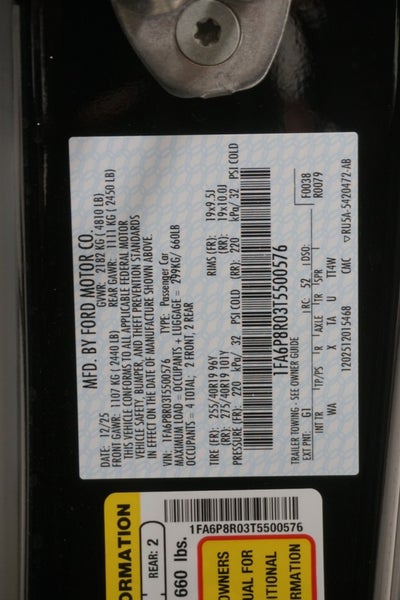 MFD. BY FORD MOTOR CO.
DATE: 12/25 GVWR: 2182 KG ( 4810 LB)
FRONT GAWR: 1107 KG ( 2440 LB) REAR GAWR: 1111 KG ( 2450 LB)
THIS VEHICLE CONFORMS TO ALL APPLICABLE FEDERAL MOTOR
VEHICLE SAFETY, BUMPER, AND THEFT PREVENTION STANDARDS
IN EFFECT ON THE DATE OF MANUFACTURE SHOWN ABOVE.
VIN: 1FA6P8R03T5500576 TYPE: Passenger Car
MAXIMUM LOAD = OCCUPANTS + LUGGAGE = 299KG/ 660LB
OCCUPANTS = 4 TOTAL: 2 FRONT, 2 REAR
TIRE (FR): 255/40R19 96Y RIMS (FR): 19x9.5J
(RR): 275/40R19 101Y (RR): 19x10.0J
PRESSURE (FR): 220 kPa/ 32 PSI COLD (RR): 220 kPa/ 32 PSI COLD
1FA6P8R03T5500576
TRAILER TOWING - SEE OWNER GUIDE
F0038
R0079
EXT PNT: G1 RC: 52 DSO:
INT TR TP/PS R AXLE TR SPR
WA X TA U TT4W
1202512015468 CMC ▽RU5A-5420472-AB
1FA6P8R03T5500576
FORMATION
REAR: 2
660 lbs.
OWNERS
UAL FOR
DITIONAL
ORMATION